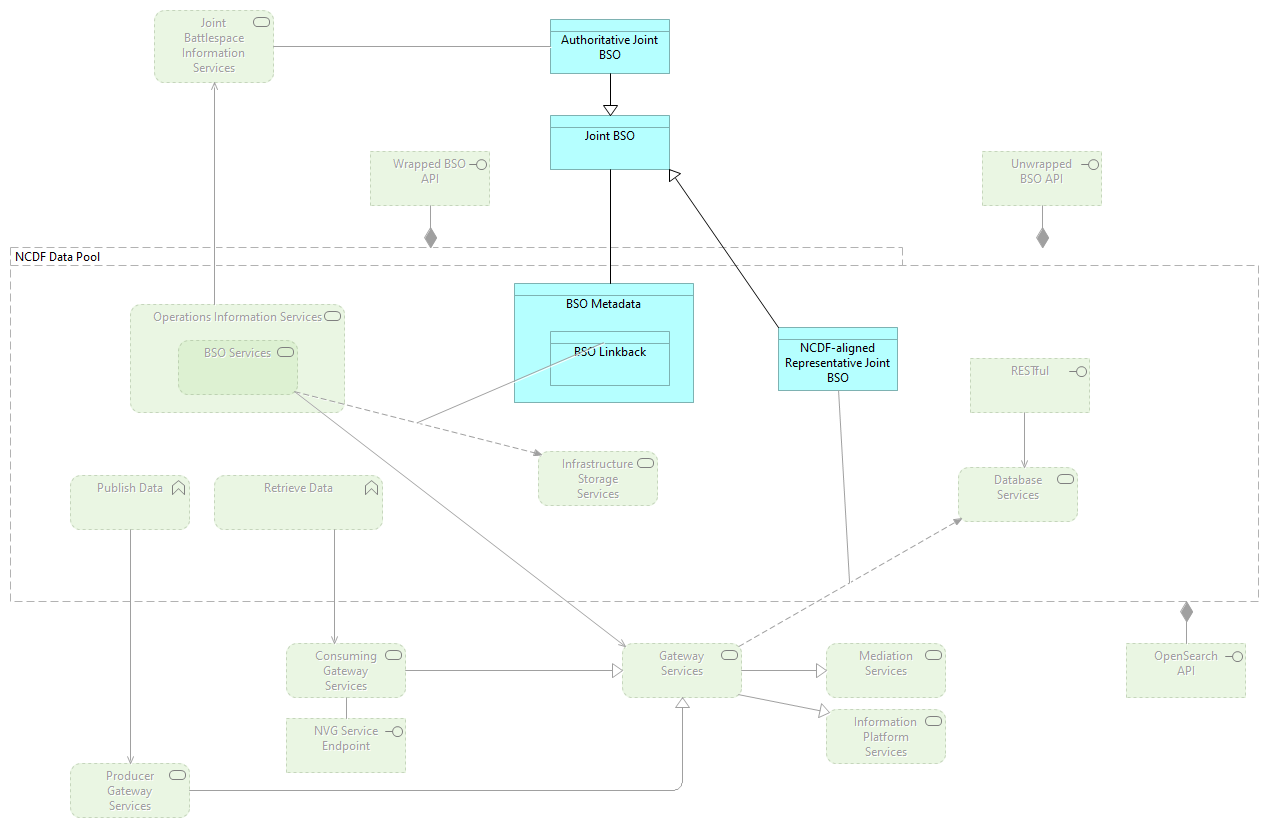 Joint
Battlespace
Information
Services
Authoritative Joint
BSO
Joint BSO
Wrapped BSO
API
Unwrapped
BSO API
NCDF Data Pool
BSO Metadata
Operations Information Services
BSO Services
BSO Linkback
NCDF-aligned
Representative Joint
BSO
RESTful
Infrastructure
Storage
Services
Database
Services
Publish Data
Retrieve Data
Consuming
Gateway
Services
Gateway
Services
Mediation
Services
OpenSearch
API
NVG Service
Endpoint
Information
Platform
Services
Producer
Gateway
Services